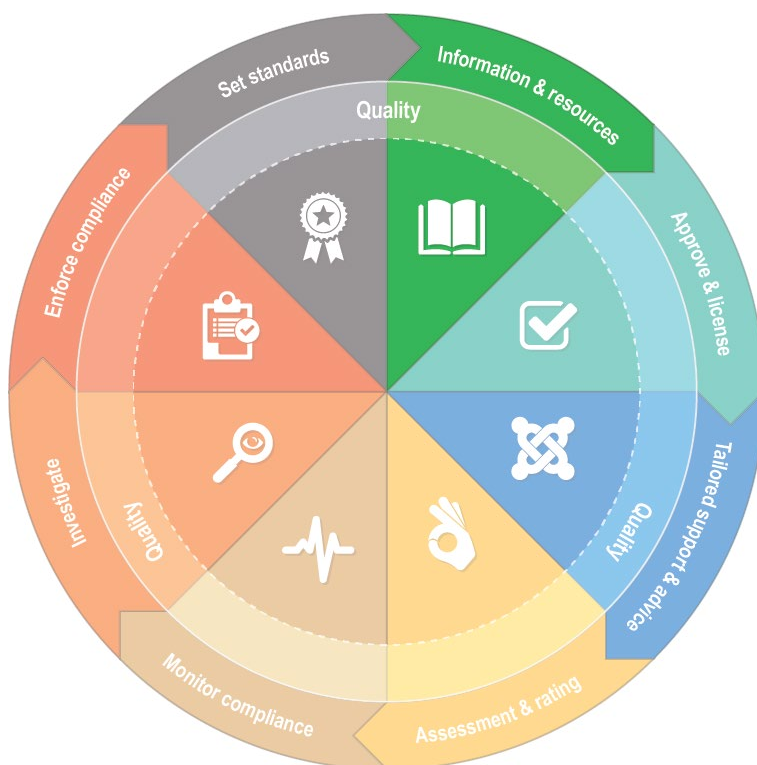 Set standards
Information & resources
Quality
Enforce compliance
Approve & license
Investigate
Quality
Quality
Tailored support & advice
Monitor compliance
Assessment & rating